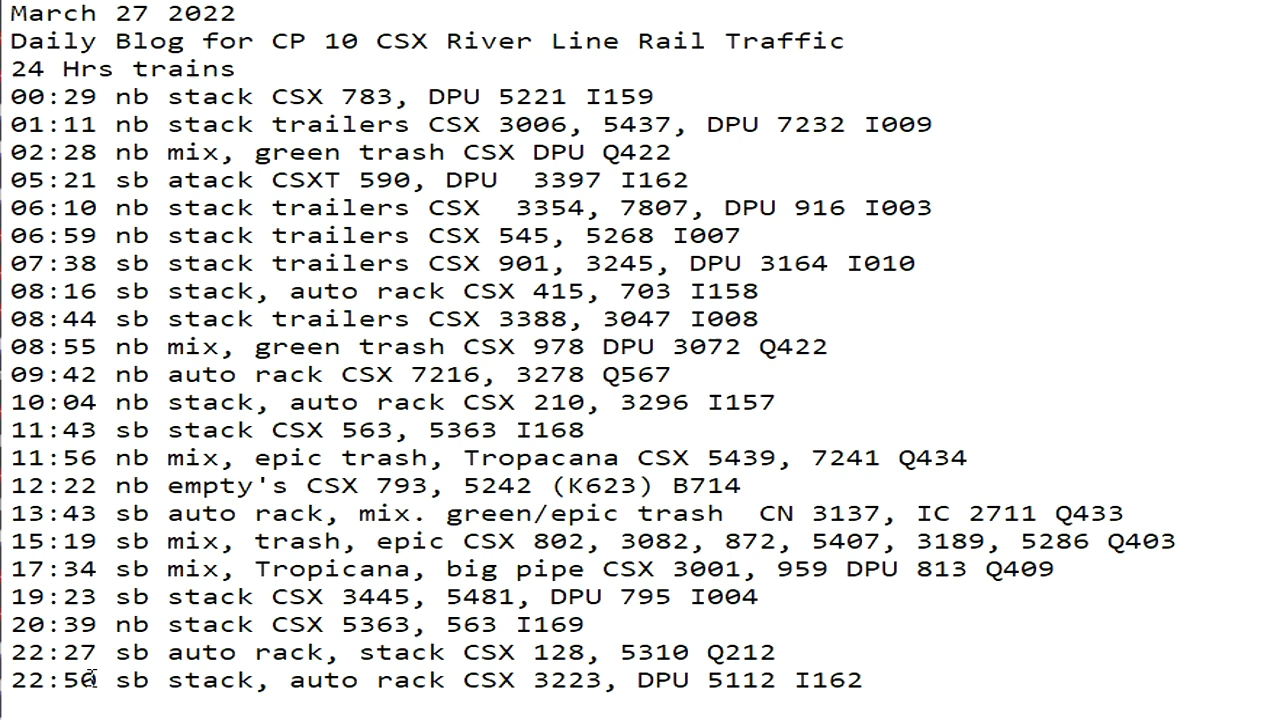 March 27 2022
Daily Blog for CP 10 CSX River Line Rail Traffic
24 Hrs trains
00:29 nb stack CSX 783, DPU 5221 I159
01:11 nb stack trailers CSX 3006, 5437, DPU 7232 I009
02:28 nb mix, green trash CSX DPU Q422
05:21 sb atack CSXT 590, DPU  3397 I162
06:10 nb stack trailers CSX  3354, 7807, DPU 916 I003
06:59 nb stack trailers CSX 545, 5268 I007
07:38 sb stack trailers CSX 901, 3245, DPU 3164 I010
08:16 sb stack, auto rack CSX 415, 703 I158
08:44 sb stack trailers CSX 3388, 3047 I008
08:55 nb mix, green trash CSX 978 DPU 3072 Q422
09:42 nb auto rack CSX 7216, 3278 Q567
10:04 nb stack, auto rack CSX 210, 3296 I157
11:43 sb stack CSX 563, 5363 I168
11:56 nb mix, epic trash, Tropacana CSX 5439, 7241 Q434
12:22 nb empty's CSX 793, 5242 (K623) B714
13:43 sb auto rack, mix. green/epic trash  CN 3137, IC 2711 Q433
15:19 sb mix, trash, epic CSX 802, 3082, 872, 5407, 3189, 5286 Q403
17:34 sb mix, Tropicana, big pipe CSX 3001, 959 DPU 813 Q409
19:23 sb stack CSX 3445, 5481, DPU 795 I004
20:39 nb stack CSX 5363, 563 I169
22:27 sb auto rack, stack CSX 128, 5310 Q212
22:50 sb stack, auto rack CSX 3223, DPU 5112 I162